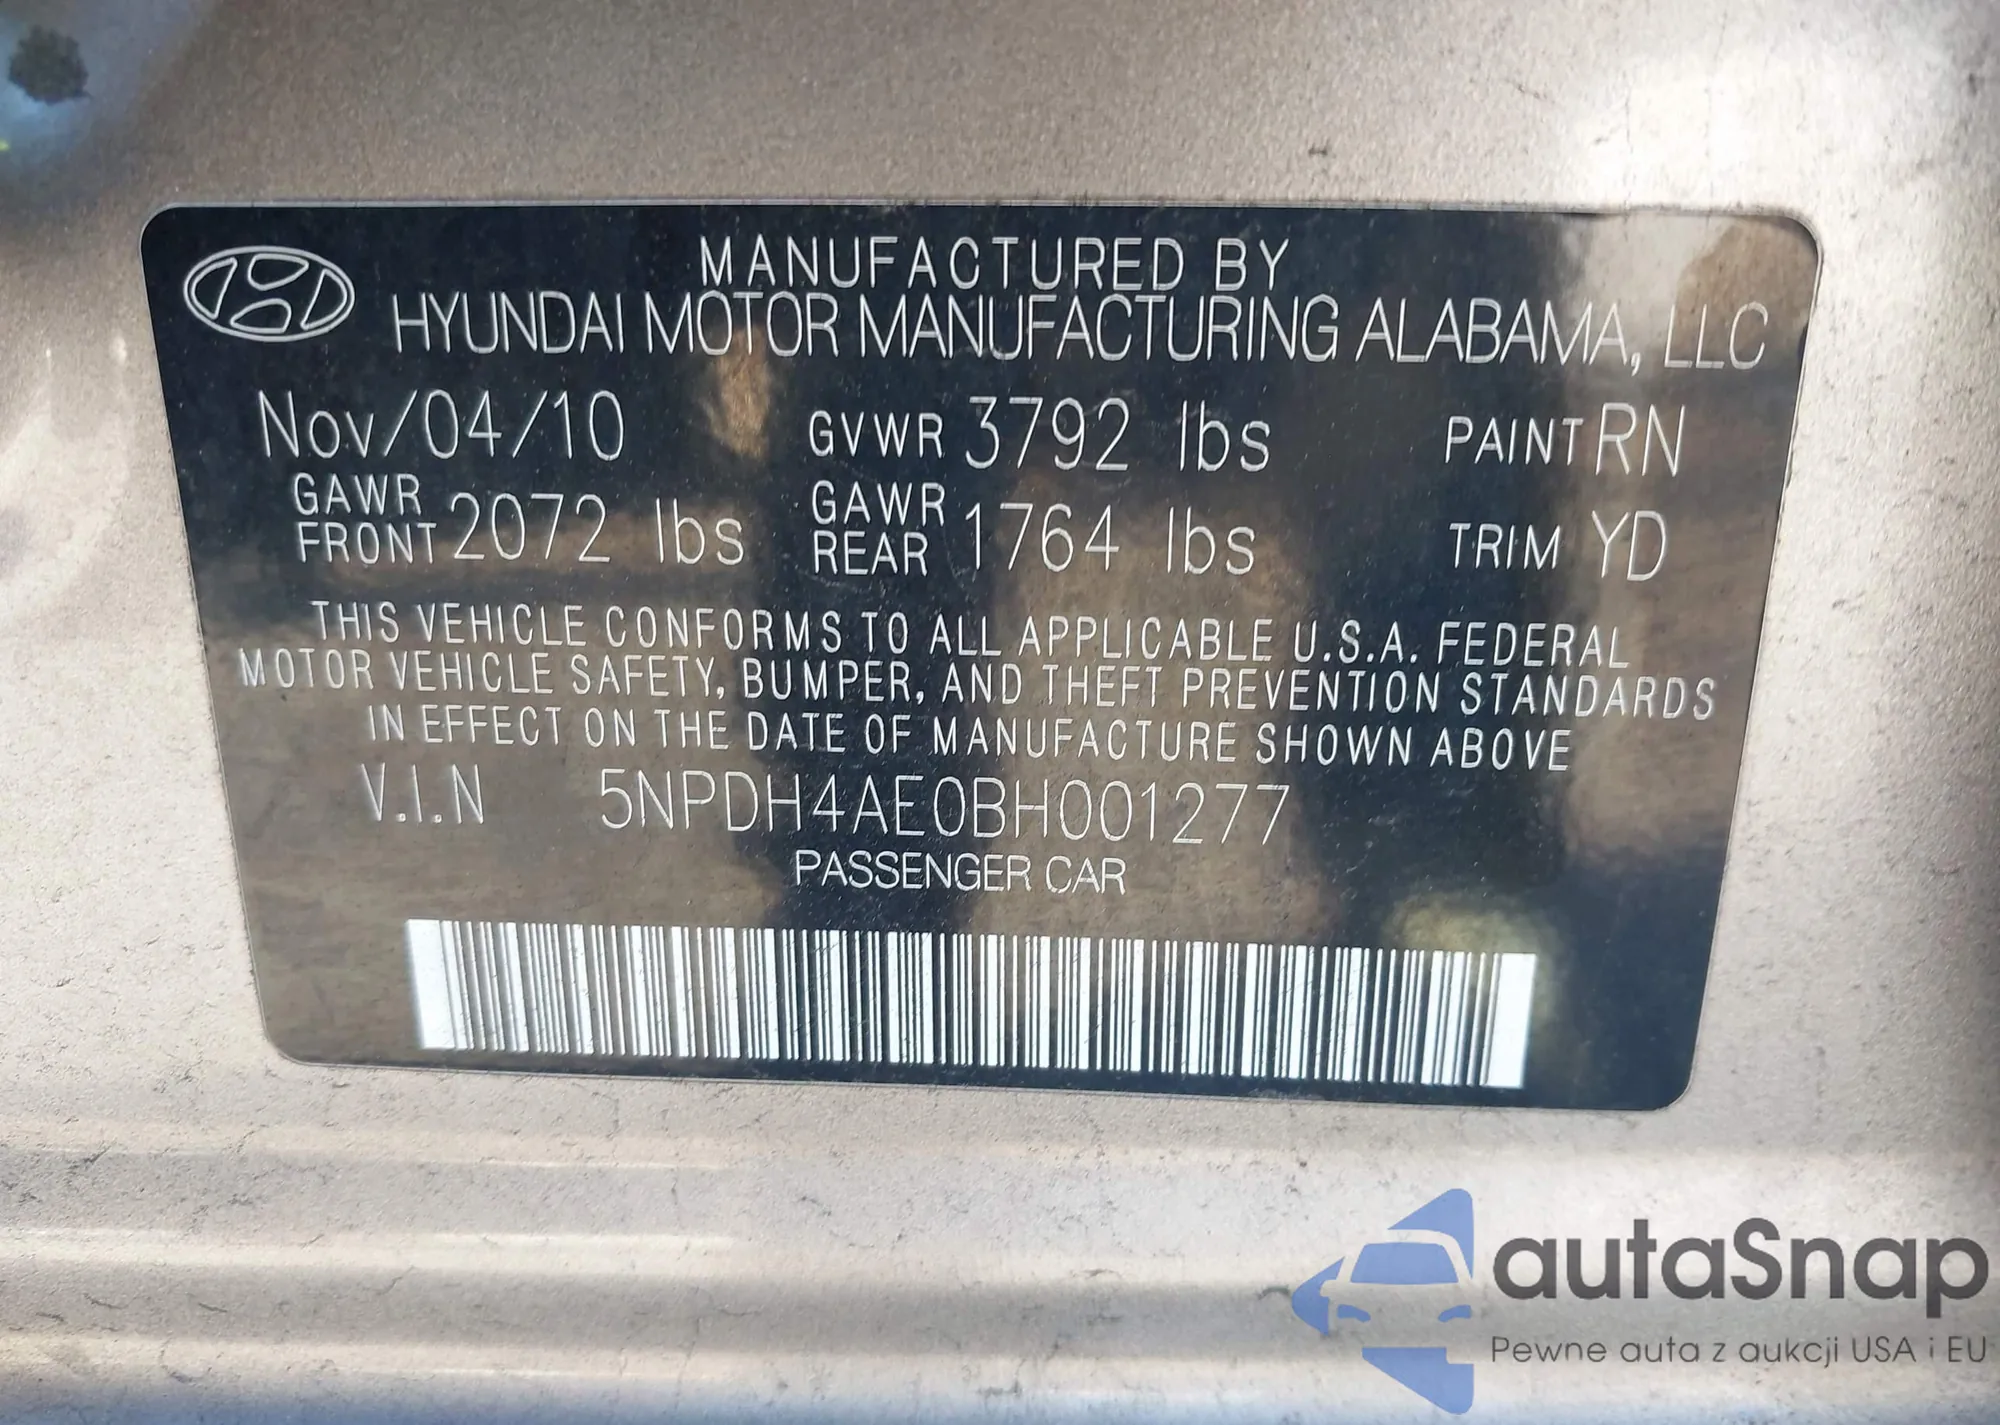 MANUFACTURED BY
HYUNDAI MOTOR MANUFACTURING ALABAMA, LLC
Nov/04/10 GVWR 3792 lbs PAINT RN
GAWR FRONT 2072 lbs GAWR REAR 1764 lbs TRIM YD
THIS VEHICLE CONFORMS TO ALL APPLICABLE U.S.A. FEDERAL
MOTOR VEHICLE SAFETY, BUMPER, AND THEFT PREVENTION STANDARDS
IN EFFECT ON THE DATE OF MANUFACTURE SHOWN ABOVE
V.I.N 5NPDH4AE0BH001277
PASSENGER CAR
autaSnap
Pewne auta z aukcji USA i EU